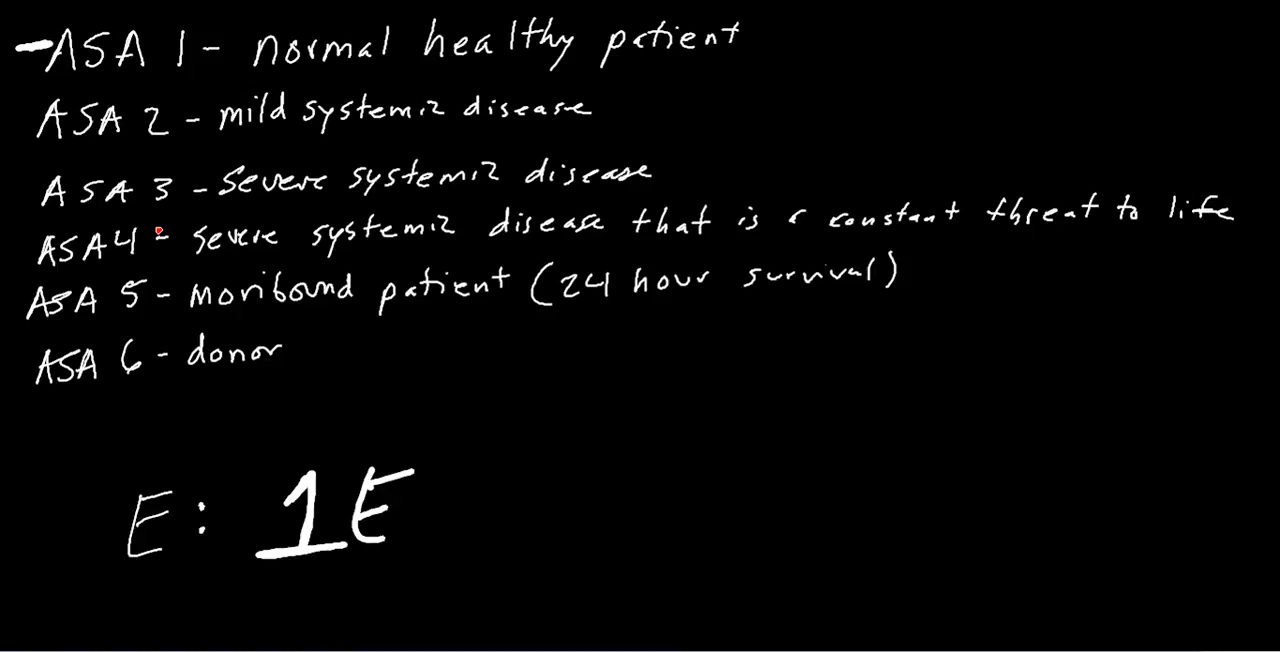 -ASA 1 - normal healthy patient
ASA 2 - mild systemic disease
ASA 3 - Severe systemic disease
ASA 4 - severe systemic disease that is a constant threat to life
ASA 5 - moribound patient (24 hour survival)
ASA 6 - donor
E: 1E